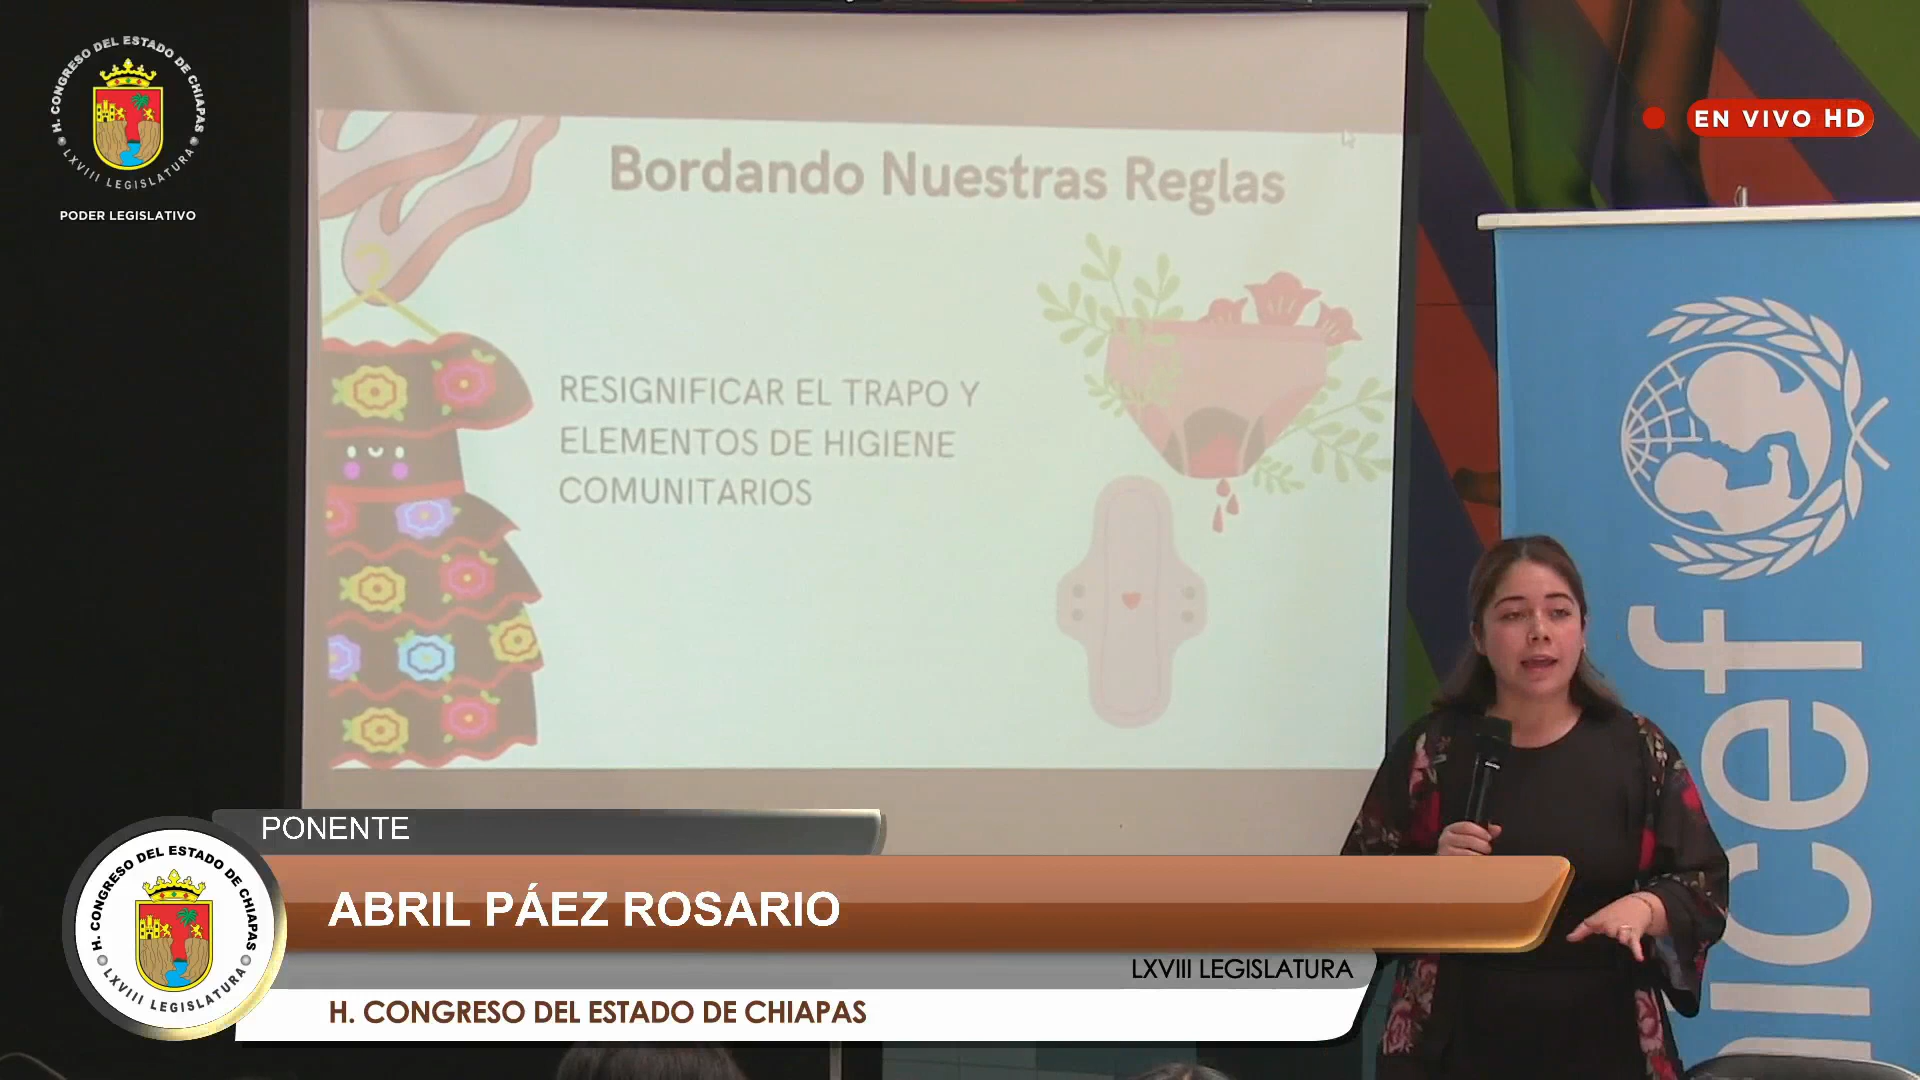 H. CONGRESO DEL ESTADO DE CHIAPAS
LXVIII LEGISLATURA
PODER LEGISLATIVO
EN VIVO HD
Bordando Nuestras Reglas
RESIGNIFICAR EL TRAPO Y
ELEMENTOS DE HIGIENE
COMUNITARIOS
unicef
PONENTE
ABRIL PÁEZ ROSARIO
LXVIII LEGISLATURA
H. CONGRESO DEL ESTADO DE CHIAPAS
H. CONGRESO DEL ESTADO DE CHIAPAS
LXVIII LEGISLATURA